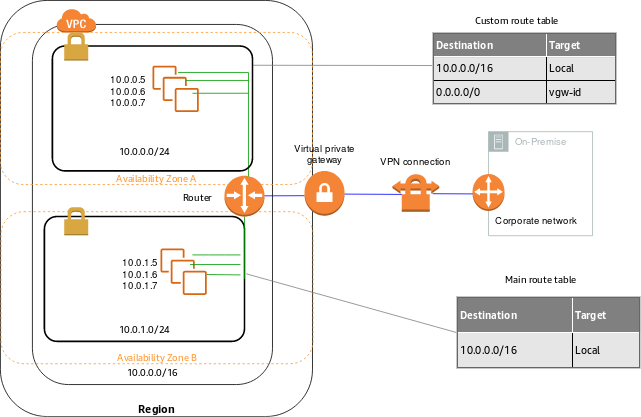 VPC
Custom route table
Destination Target
10.0.0.0/16 Local
0.0.0.0/0 vgw-id
10.0.0.5
10.0.0.6
10.0.0.7
10.0.0.0/24
Availability Zone A
Router
Virtual private
gateway
VPN connection
On-Premise
Corporate network
10.0.1.5
10.0.1.6
10.0.1.7
10.0.1.0/24
Availability Zone B
10.0.0.0/16
Region
Main route table
Destination Target
10.0.0.0/16 Local